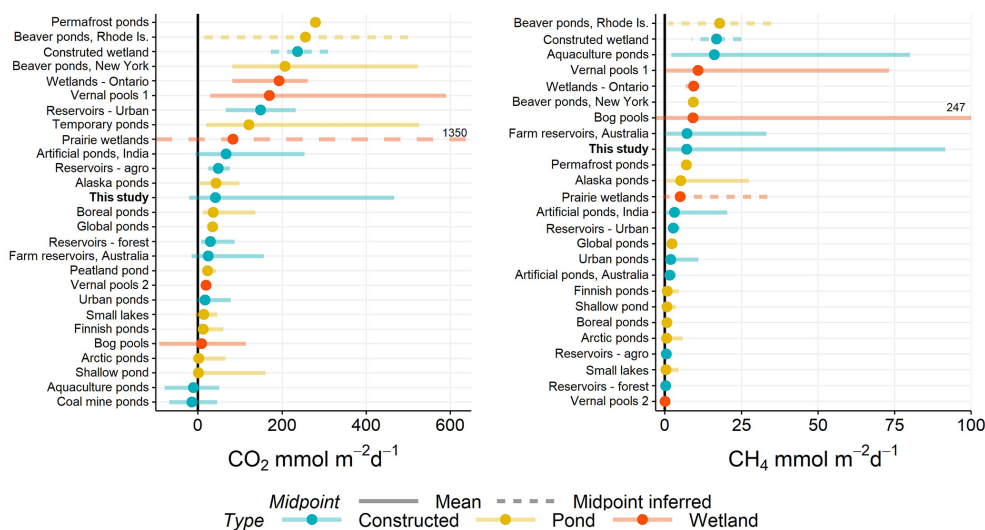 Permafrost ponds
Beaver ponds, Rhode Is.
Construted wetland
Beaver ponds, New York
Wetlands - Ontario
Vernal pools 1
Reservoirs - Urban
Temporary ponds
Prairie wetlands
Artificial ponds, India
Reservoirs - agro
Alaska ponds
This study
Boreal ponds
Global ponds
Reservoirs - forest
Farm reservoirs, Australia
Peatland pond
Vernal pools 2
Urban ponds
Small lakes
Finnish ponds
Bog pools
Arctic ponds
Shallow pond
Aquaculture ponds
Coal mine ponds
1350
0 200 400 600
CO₂ mmol m⁻²d⁻¹
Beaver ponds, Rhode Is.
Construted wetland
Aquaculture ponds
Vernal pools 1
Wetlands - Ontario
Beaver ponds, New York
Bog pools
Farm reservoirs, Australia
This study
Permafrost ponds
Alaska ponds
Prairie wetlands
Artificial ponds, India
Reservoirs - Urban
Global ponds
Urban ponds
Artificial ponds, Australia
Finnish ponds
Shallow pond
Boreal ponds
Arctic ponds
Reservoirs - agro
Small lakes
Reservoirs - forest
Vernal pools 2
247
0 25 50 75 100
CH₄ mmol m⁻²d⁻¹
Midpoint Mean Midpoint inferred
Type Constructed Pond Wetland